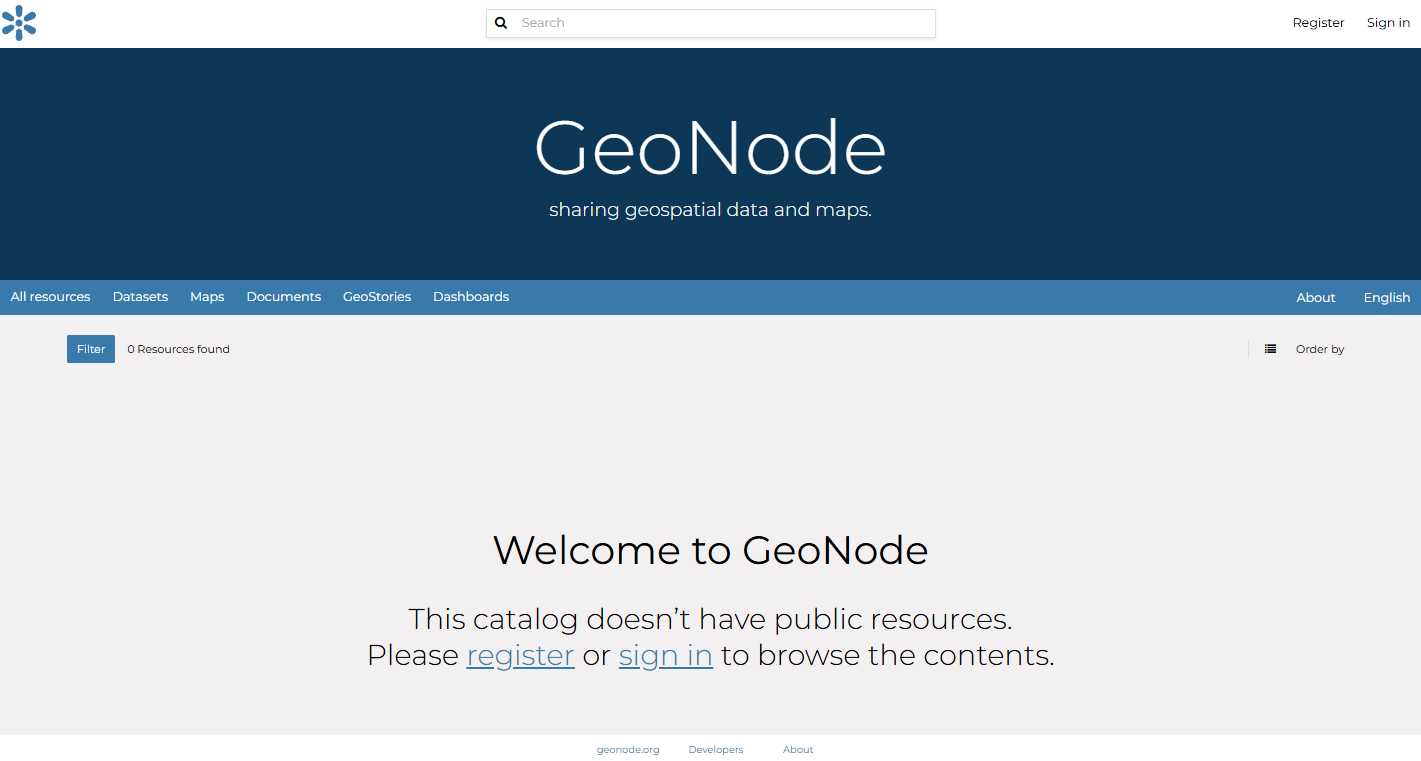 Search
Register Sign in
GeoNode
sharing geospatial data and maps.
All resources Datasets Maps Documents GeoStories Dashboards About English
Filter 0 Resources found Order by
Welcome to GeoNode
This catalog doesn’t have public resources.
Please register or sign in to browse the contents.
geonode.org Developers About